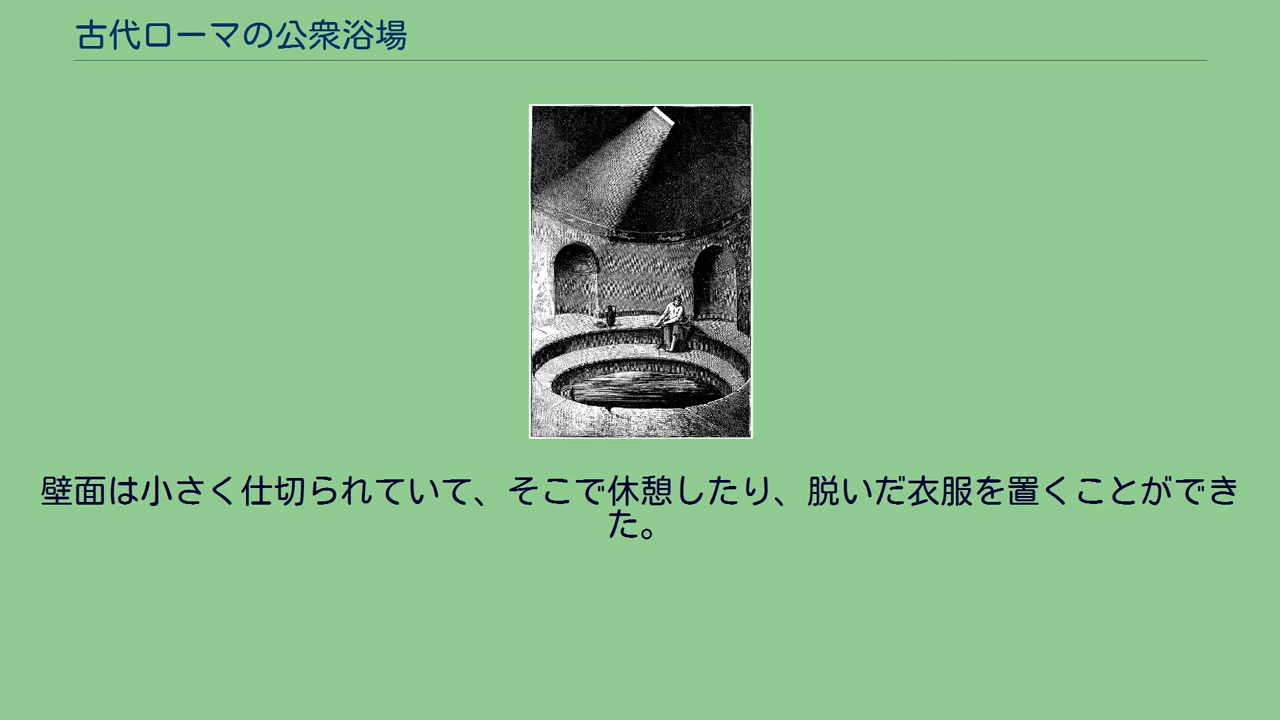 古代ローマの公衆浴場
壁面は小さく仕切られていて、そこで休憩したり、脱いだ衣服を置くことができ
た。